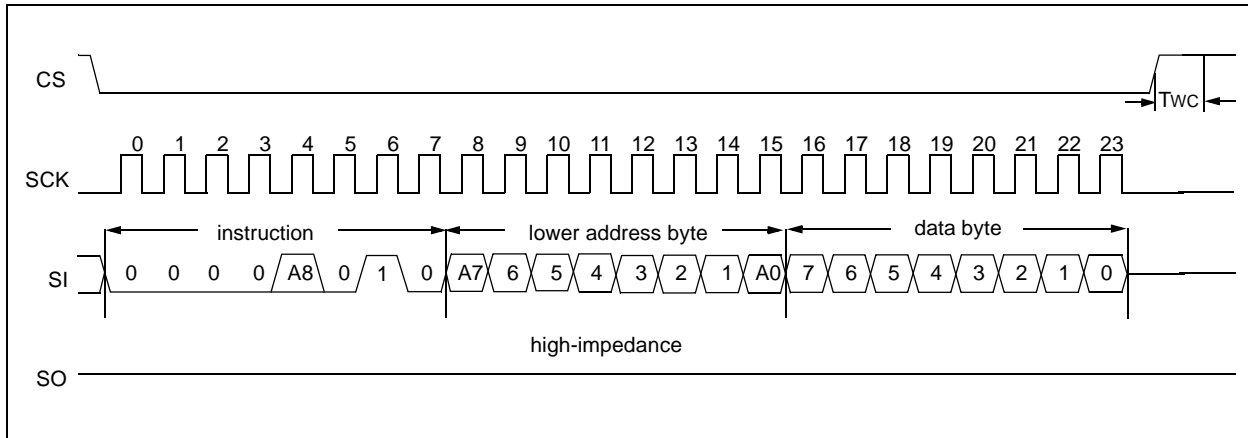 CS
TWC
0 1 2 3 4 5 6 7 8 9 10 11 12 13 14 15 16 17 18 19 20 21 22 23
SCK
instruction lower address byte data byte
SI 0 0 0 0 A8 0 1 0 A7 6 5 4 3 2 1 A0 7 6 5 4 3 2 1 0
high-impedance
SO